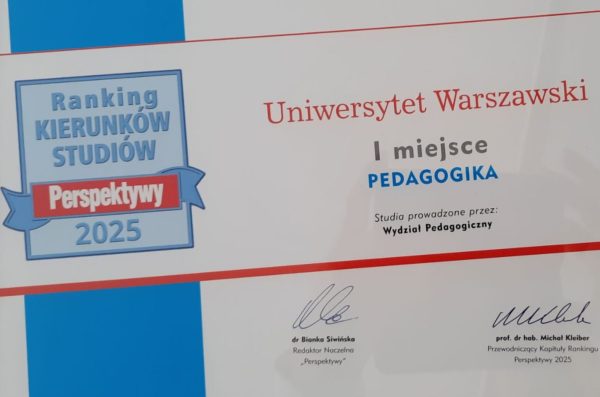 Ranking
KIERUNKÓW
STUDIÓW
Perspektywy
2025
Uniwersytet Warszawski
I miejsce
PEDAGOGIKA
Studia prowadzone przez:
Wydział Pedagogiczny
dr Bianka Siwińska
Redaktor Naczelna
„Perspektywy”
prof. dr hab. Michał Kleiber
Przewodniczący Kapituły Rankingu
Perspektywy 2025